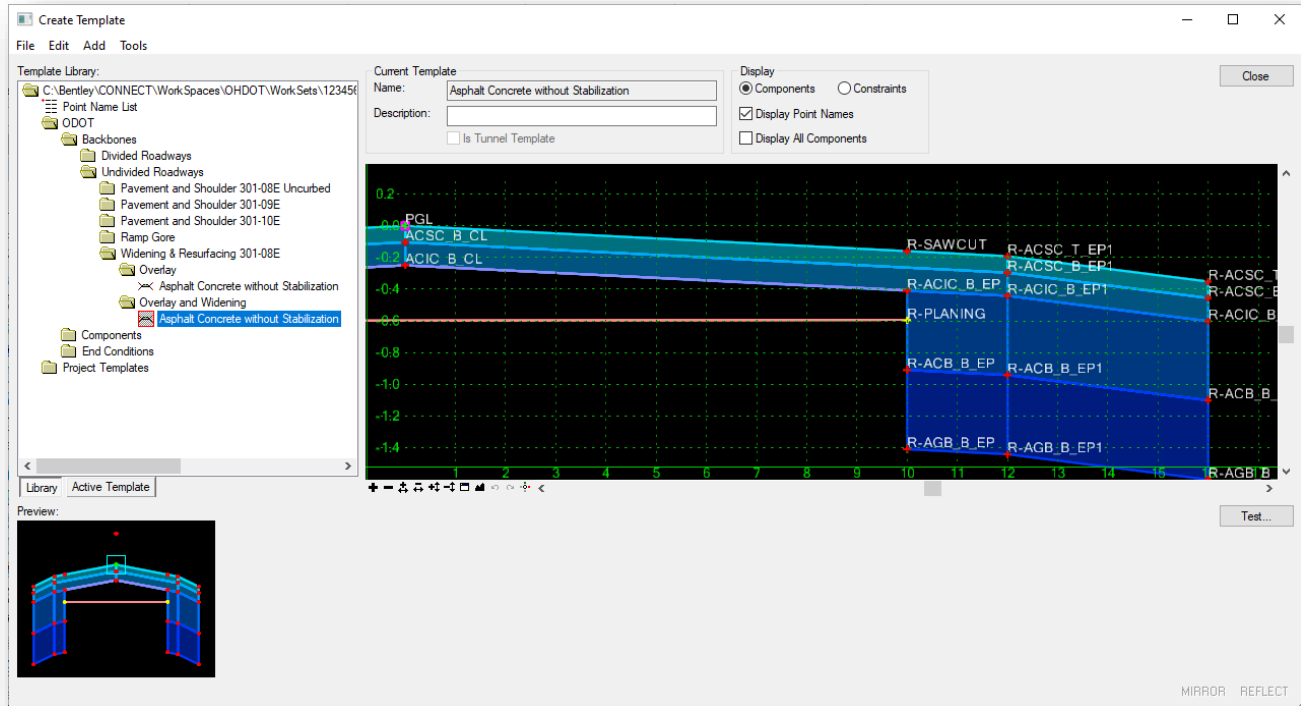 Create Template
File Edit Add Tools
Template Library:
C:\Bentley\CONNECT\WorkSpaces\OHDOT\WorkSets\123456
Point Name List
ODOT
Backbones
Divided Roadways
Undivided Roadways
Pavement and Shoulder 301-08E Uncurbed
Pavement and Shoulder 301-09E
Pavement and Shoulder 301-10E
Ramp Gore
Widening & Resurfacing 301-08E
Overlay
Asphalt Concrete without Stabilization
Overlay and Widening
Asphalt Concrete without Stabilization
Components
End Conditions
Project Templates
Library Active Template
Current Template
Name: Asphalt Concrete without Stabilization
Description:
Is Tunnel Template
Display
Components Constraints
Display Point Names
Display All Components
Close
0.2
0.0 PGL
ACSC_B_CL R-SAWCUT R-ACSC_T_EP1
-0.2 ACIC_B_CL R-ACSC_B_EP1 R-ACSC_T
-0.4 R-ACIC_B_EP R-ACIC_B_EP1 R-ACSC_E
-0.6 R-PLANING R-ACIC_B
-0.8
R-ACB_B_EP R-ACB_B_EP1
-1.0 R-ACB_B_
-1.2
-1.4 R-AGB_B_EP R-AGB_B_EP1
1 2 3 4 5 6 7 8 9 10 11 12 13 14 15 R-AGB_B
Preview:
Test...
MIRROR REFLECT